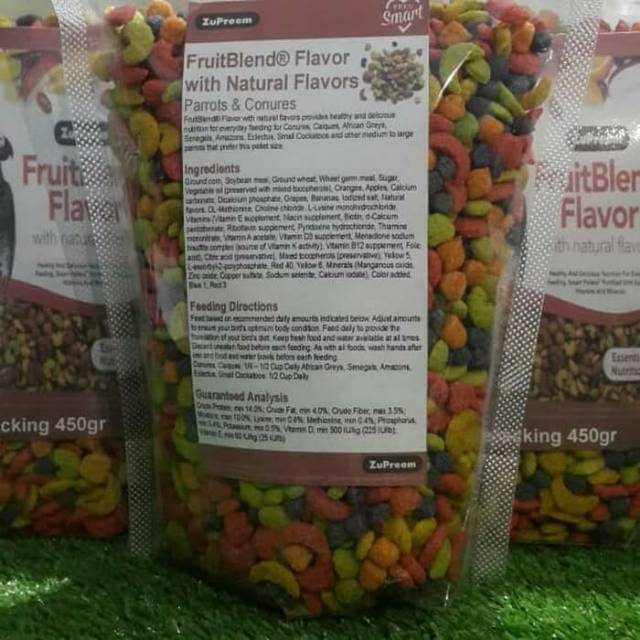 ZuPreem
FEED
Smart
FruitBlend® Flavor
with Natural Flavors
Parrots & Conures
FruitBlend® Flavor with natural flavors provides healthy and delicious
nutrition for everyday feeding for Conures, Caiques, African Greys,
Senegals, Amazons, Eclectus, Small Cockatoos and other medium to large
parrots that prefer this pellet size.
Ingredients
Ground corn, Soybean meal, Ground wheat, Wheat germ meal, Sugar,
Vegetable oil (preserved with mixed tocopherols), Oranges, Apples, Calcium
carbonate, Dicalcium phosphate, Grapes, Bananas, Iodized salt, Natural
flavors, DL-Methionine, Choline chloride, L-Lysine monohydrochloride,
Vitamins (Vitamin E supplement, Niacin supplement, Biotin, d-Calcium
pantothenate, Riboflavin supplement, Pyridoxine hydrochloride, Thiamine
mononitrate, Vitamin A acetate, Vitamin D3 supplement, Menadione sodium
bisulfite complex (source of Vitamin K activity), Vitamin B12 supplement, Folic
acid), Citric acid (preservative), Mixed tocopherols (preservative), Yellow 5,
L-ascorbyl-2-polyphosphate, Red 40, Yellow 6, Minerals (Manganous oxide,
Zinc oxide, Copper sulfate, Sodium selenite, Calcium iodate), Color added,
Blue 1, Red 3
Feeding Directions
Feed based on recommended daily amounts indicated below. Adjust amounts
to ensure your bird's optimum body condition. Feed daily to provide the
foundation of your bird's diet. Keep fresh food and water available at all times.
Discard uneaten food before each feeding. As with all foods, wash hands after
use and food and water bowls before each feeding.
Conures, Caiques: 1/4 – 1/2 Cup Daily African Greys, Senegals, Amazons,
Eclectus, Small Cockatoos: 1/2 Cup Daily
Guaranteed Analysis
Crude Protein, min 14.0%; Crude Fat, min 4.0%; Crude Fiber, max 3.5%;
Moisture, max 10.0%; Lysine, min 0.6%; Methionine, min 0.4%; Phosphorus,
min 0.4%; Potassium, min 0.5%; Vitamin D, min 500 IU/kg (225 IU/lb);
Vitamin E, min 60 IU/kg (25 IU/lb)
ZuPreem
Fruit
Fla
with natural
cking 450gr
uitBlen
Flavor
ith natural flavo
Essentia
Nutritio
king 450gr